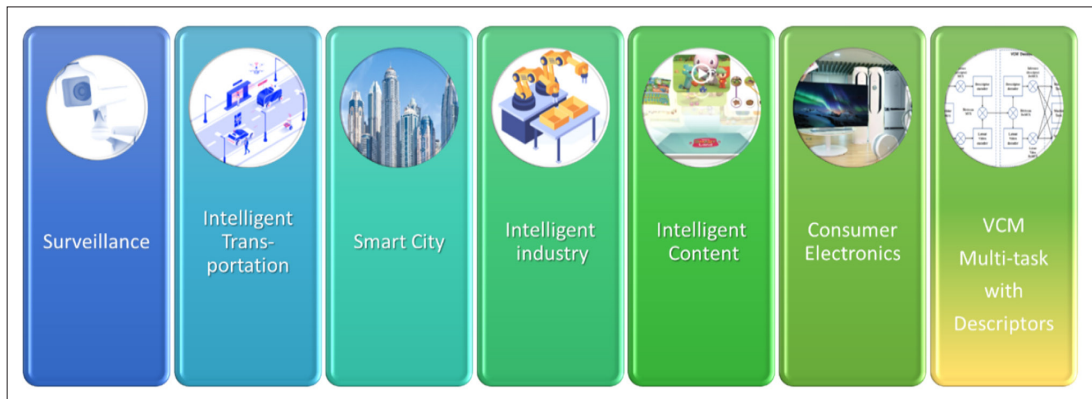 Surveillance
Intelligent
Trans-
portation
Smart City
Intelligent
industry
Intelligent
Content
Consumer
Electronics
VCM
Multi-task
with
Descriptors